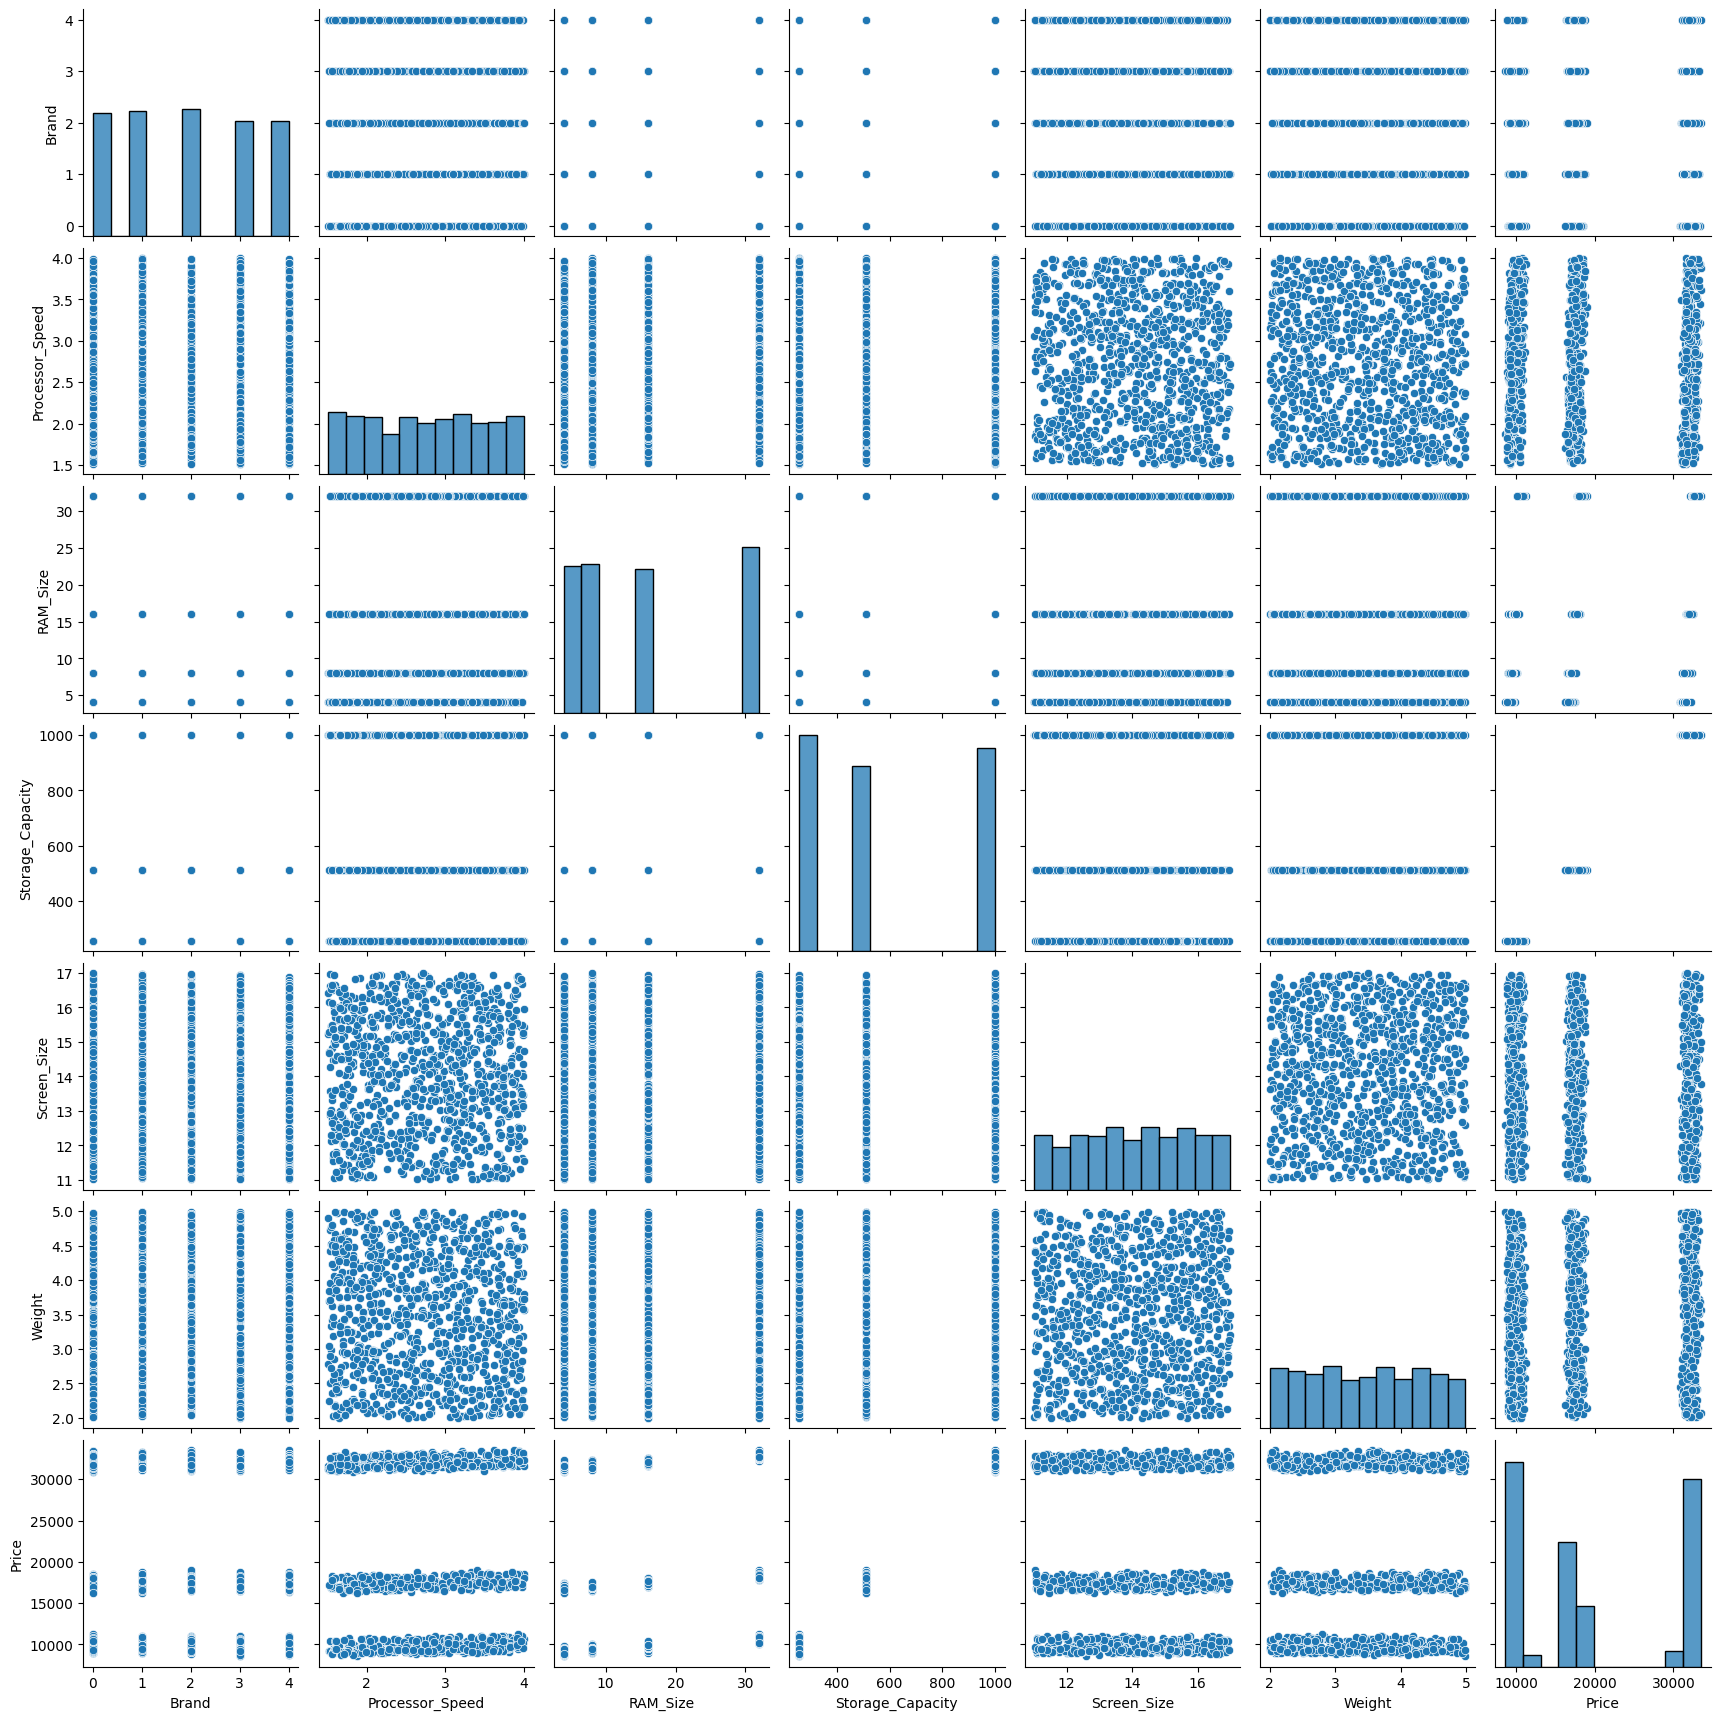 4
3
2
1
0
Brand
4.0
3.5
3.0
2.5
2.0
1.5
Processor_Speed
30
25
20
15
10
5
RAM_Size
1000
800
600
400
Storage_Capacity
17
16
15
14
13
12
11
Screen_Size
5.0
4.5
4.0
3.5
3.0
2.5
2.0
Weight
30000
25000
20000
15000
10000
Price
0 1 2 3 4
2 3 4
10 20 30
400 600 800 1000
12 14 16
2 3 4 5
10000 20000 30000
Brand Processor_Speed RAM_Size Storage_Capacity Screen_Size Weight Price